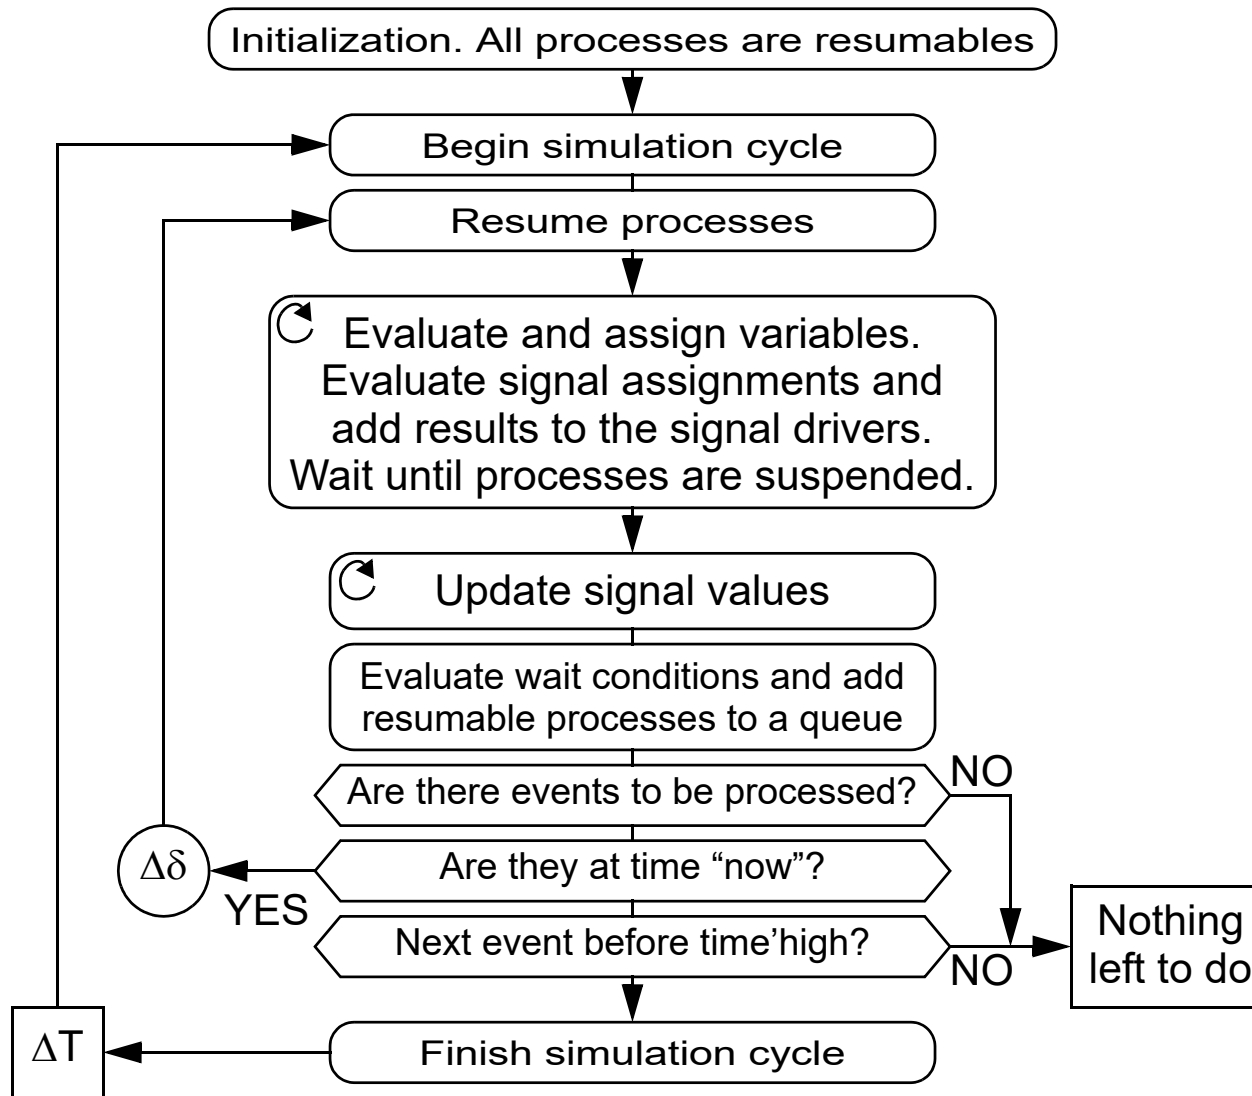 Initialization. All processes are resumables
Begin simulation cycle
Resume processes
Evaluate and assign variables.
Evaluate signal assignments and
add results to the signal drivers.
Wait until processes are suspended.
Update signal values
Evaluate wait conditions and add
resumable processes to a queue
Are there events to be processed?
NO
Are they at time “now”?
Δδ
YES
Next event before time’high?
NO
Nothing
left to do
Finish simulation cycle
ΔT